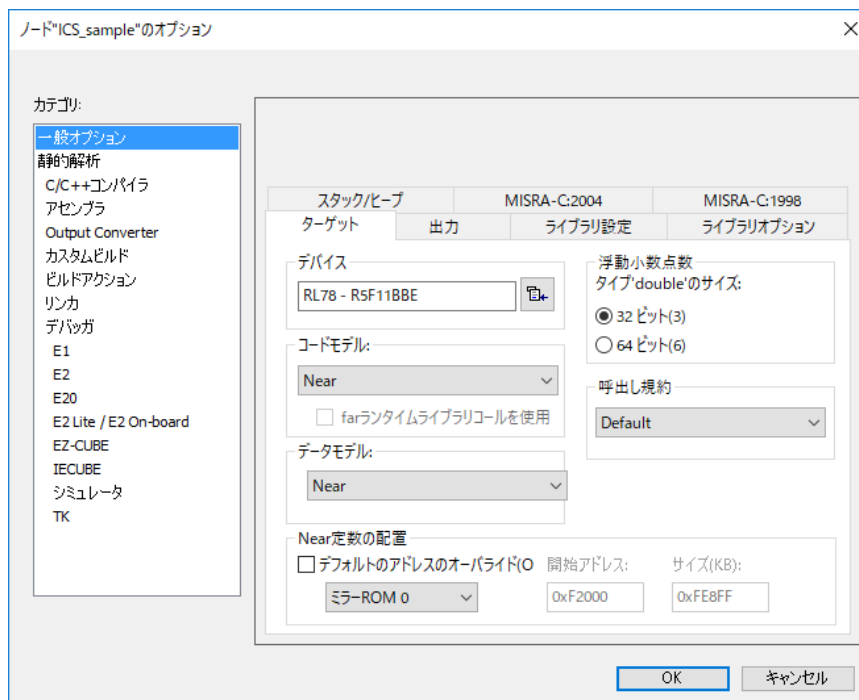 ノード"ICS_sample"のオプション
カテゴリ:
一般オプション
静的解析
C/C++コンパイラ
アセンブラ
Output Converter
カスタムビルド
ビルドアクション
リンカ
デバッガ
E1
E2
E20
E2 Lite / E2 On-board
EZ-CUBE
IECUBE
シミュレータ
TK
スタック/ヒープ
MISRA-C:2004
MISRA-C:1998
ターゲット
出力
ライブラリ設定
ライブラリオプション
デバイス
RL78 - R5F11BBE
コードモデル:
Near
farランタイムライブラリコールを使用
データモデル:
Near
浮動小数点数
タイプ'double'のサイズ:
32 ビット(3)
64 ビット(6)
呼出し規約
Default
Near定数の配置
デフォルトのアドレスのオーバライド(O
開始アドレス:
サイズ(KB):
ミラーROM 0
0xF2000
0xFE8FF
OK
キャンセル